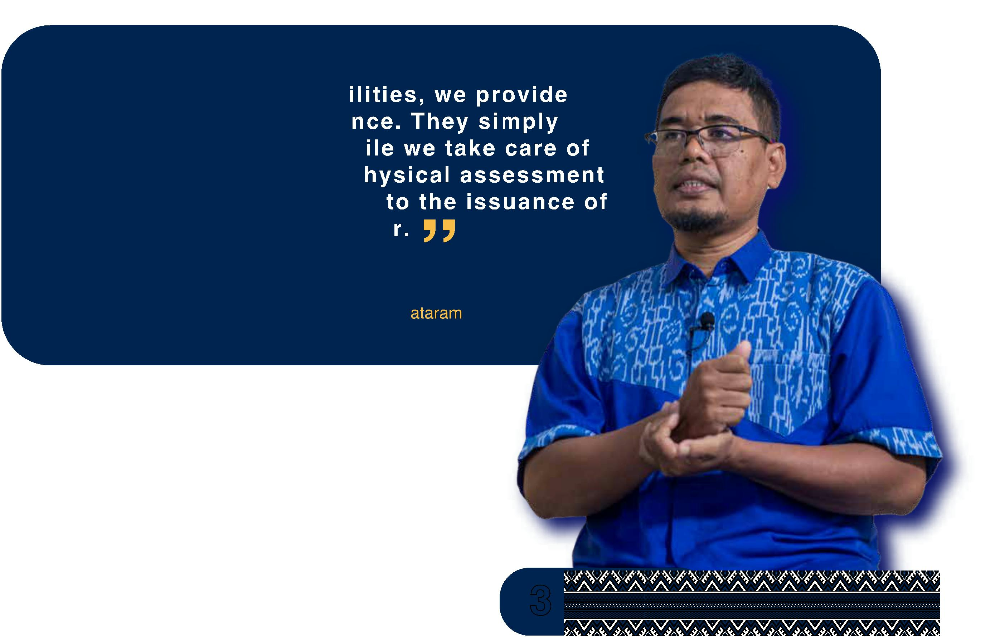 ilities, we provide
nce. They simply
ile we take care of
hysical assessment
to the issuance of
r. ”
ataram
3